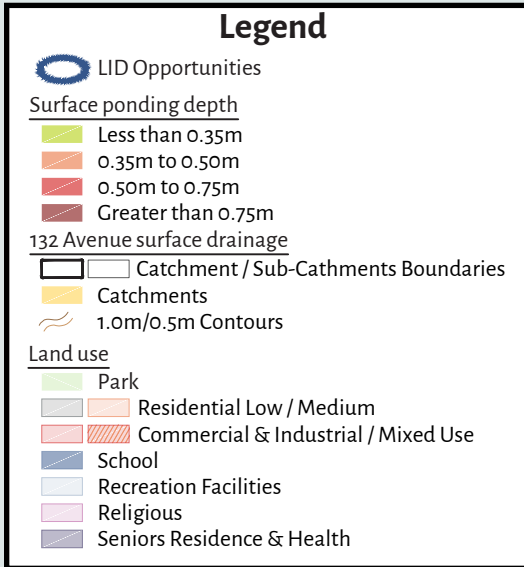 Legend
LID Opportunities
Surface ponding depth
Less than 0.35m
0.35m to 0.50m
0.50m to 0.75m
Greater than 0.75m
132 Avenue surface drainage
Catchment / Sub-Cathments Boundaries
Catchments
1.0m/0.5m Contours
Land use
Park
Residential Low / Medium
Commercial & Industrial / Mixed Use
School
Recreation Facilities
Religious
Seniors Residence & Health